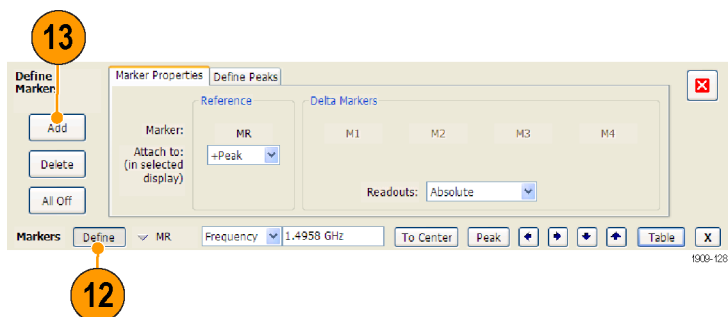 13
Define
Markers
Marker Properties
Define Peaks
Reference
Delta Markers
Add
Marker:
MR
M1
M2
M3
M4
Attach to:
(in selected
display)
+Peak
Delete
Readouts:
Absolute
All Off
Markers
Define
MR
Frequency
1.4958 GHz
To Center
Peak
Table
X
1909-128
12